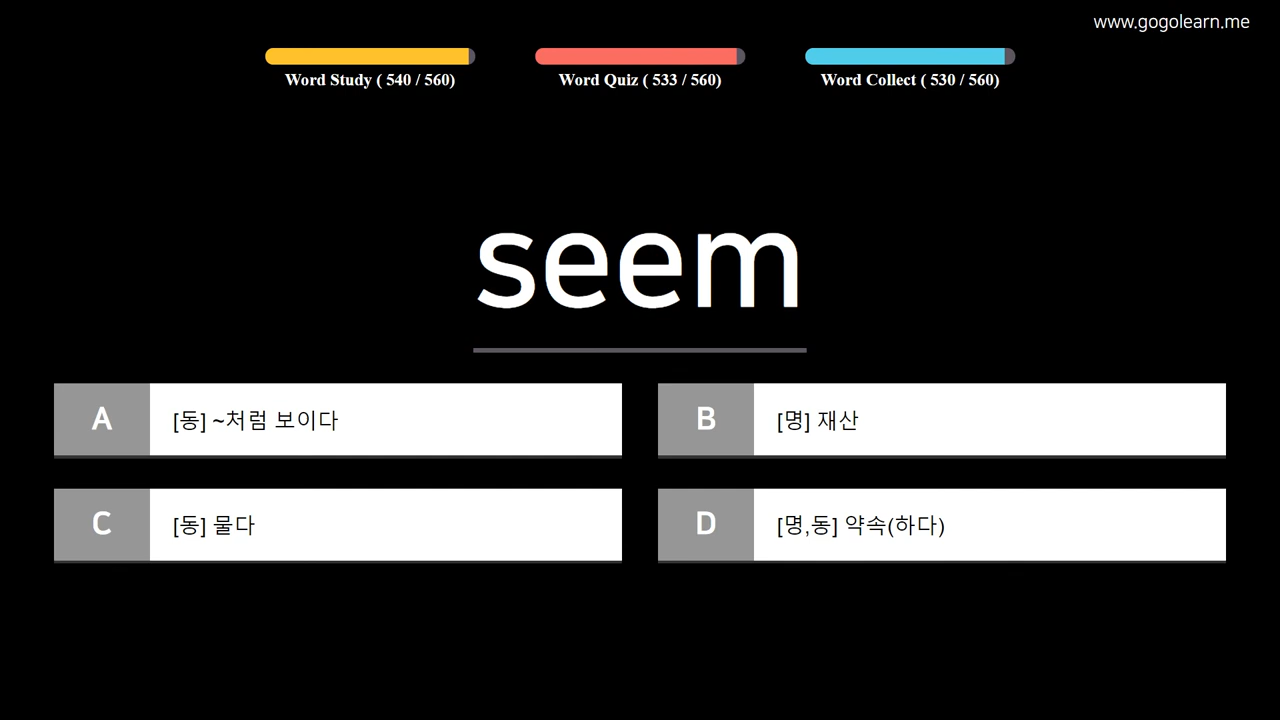 www.gogolearn.me
Word Study ( 540 / 560)
Word Quiz ( 533 / 560)
Word Collect ( 530 / 560)
seem
A [동] ~처럼 보이다
B [명] 재산
C [동] 물다
D [명,동] 약속(하다)